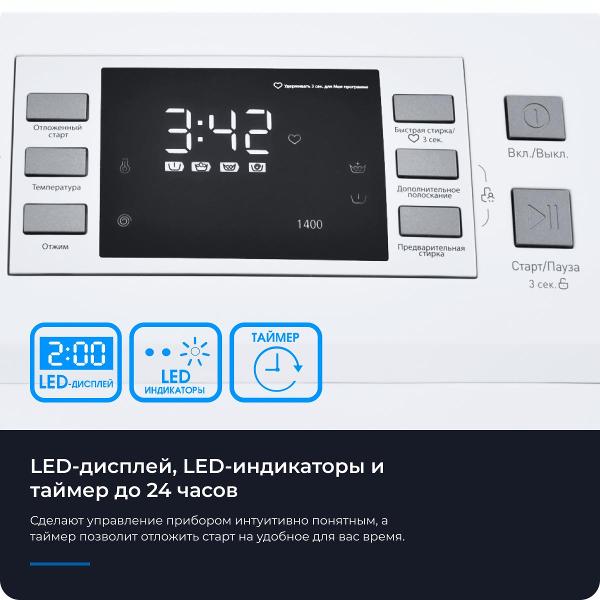 Удерживать 3 сек. для Моя программа
3:42
1400
Отложенный
старт
Температура
Отжим
Быстрая стирка/
3 сек.
Дополнительное
полоскание
Предварительная
стирка
Вкл./Выкл.
Старт/Пауза
3 сек.
2:00
LED-ДИСПЛЕЙ
LED
ИНДИКАТОРЫ
ТАЙМЕР
LED-дисплей, LED-индикаторы и
таймер до 24 часов
Сделают управление прибором интуитивно понятным, а
таймер позволит отложить старт на удобное для вас время.